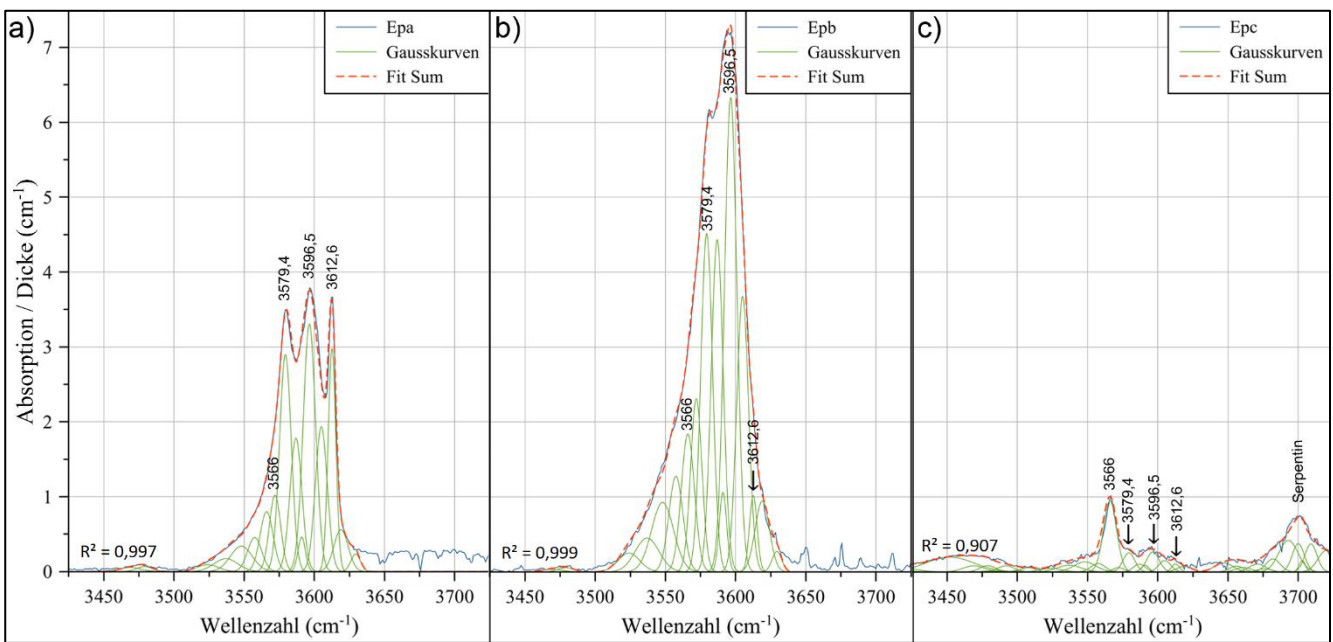 a)
Epa
Gausskurven
Fit Sum
b)
Epb
Gausskurven
Fit Sum
c)
Epc
Gausskurven
Fit Sum
Absorption / Dicke (cm⁻¹)
7
6
5
4
3
2
1
0
3566
3579,4
3596,5
3612,6
R² = 0,997
3450 3500 3550 3600 3650 3700
Wellenzahl (cm⁻¹)
3566
3579,4
3596,5
3612,6
R² = 0,999
3450 3500 3550 3600 3650 3700
Wellenzahl (cm⁻¹)
3566
3579,4
3596,5
3612,6
Serpentin
R² = 0,907
3450 3500 3550 3600 3650 3700
Wellenzahl (cm⁻¹)